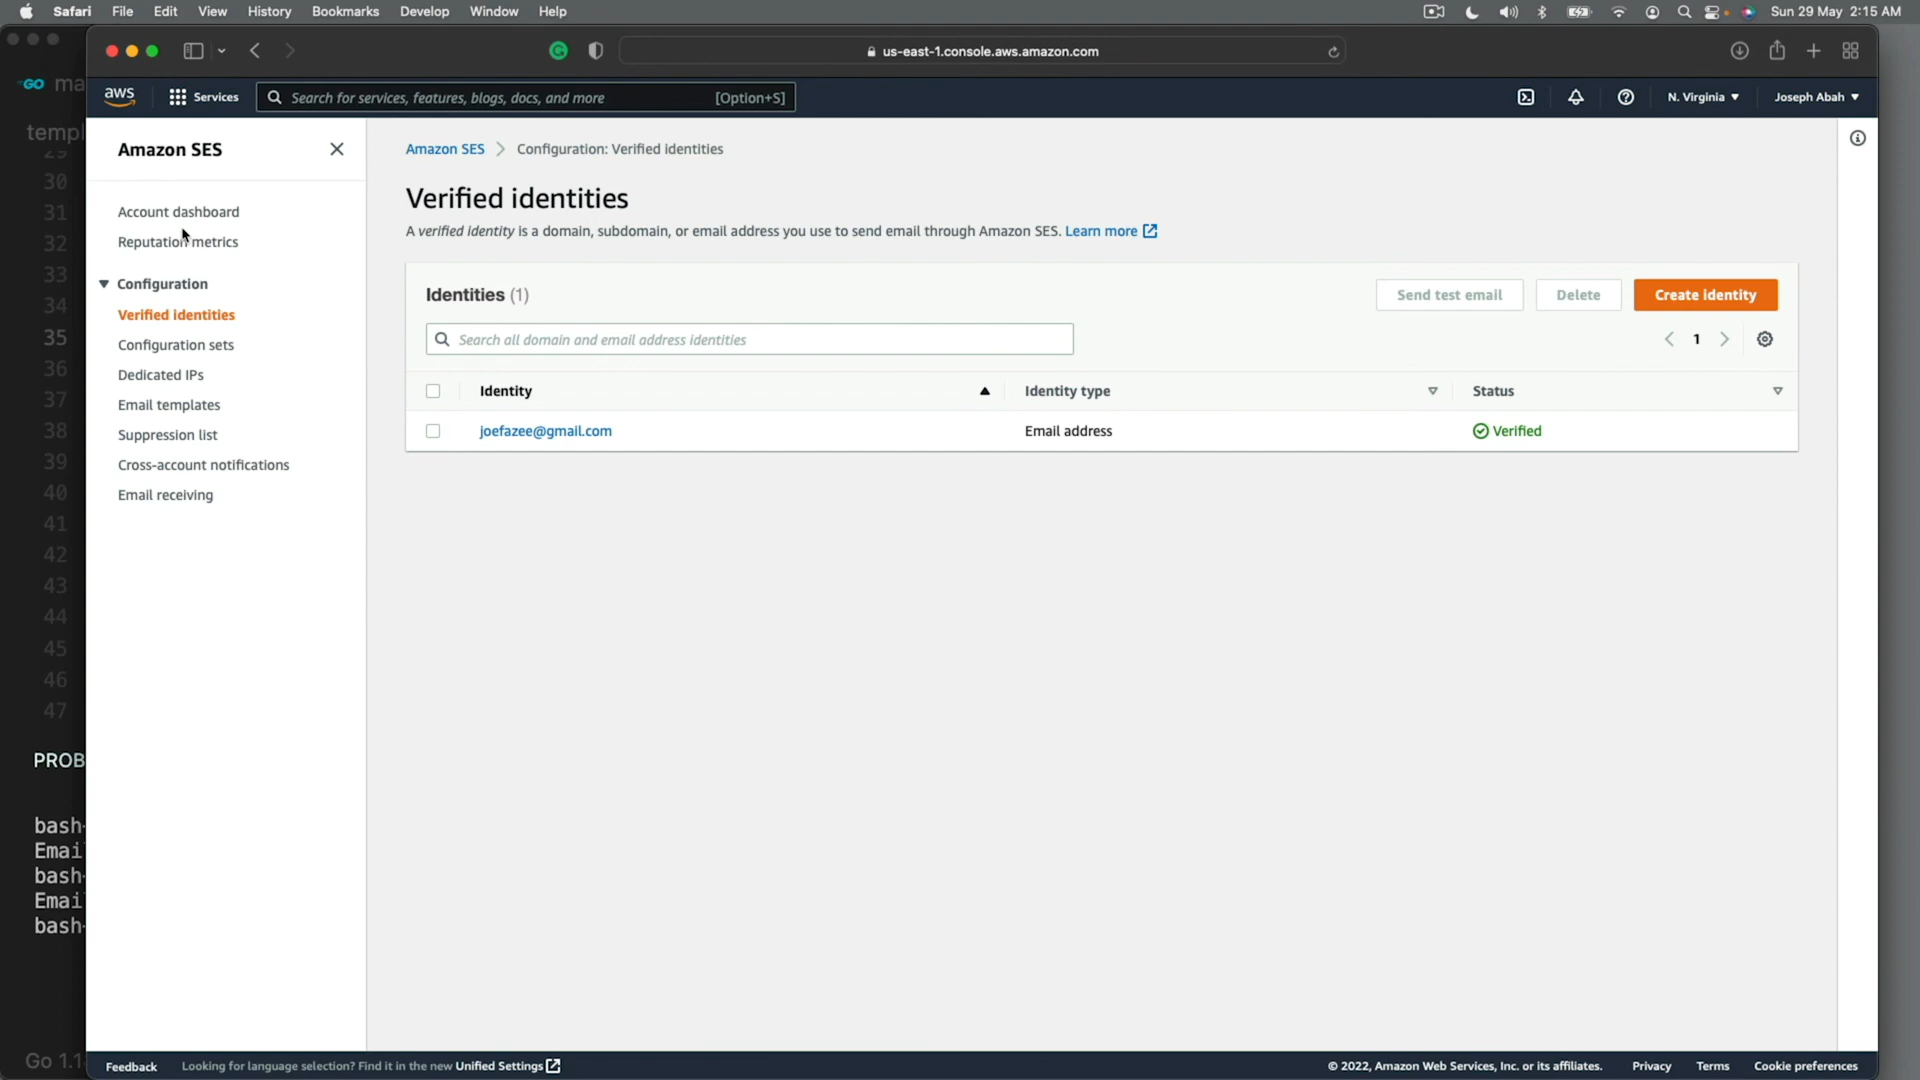 Safari File Edit View History Bookmarks Develop Window Help Sun 29 May 2:15 AM
us-east-1.console.aws.amazon.com
GO ma
aws Services Search for services, features, blogs, docs, and more [Option+S] N. Virginia Joseph Abah
templ
Amazon SES
Account dashboard
Reputation metrics
Configuration
Verified identities
Configuration sets
Dedicated IPs
Email templates
Suppression list
Cross-account notifications
Email receiving
Amazon SES Configuration: Verified identities
Verified identities
A verified identity is a domain, subdomain, or email address you use to send email through Amazon SES. Learn more
Identities (1) Send test email Delete Create identity
Search all domain and email address identities 1
Identity Identity type Status
joefazee@gmail.com Email address Verified
29
30
31
32
33
34
35
36
37
38
39
40
41
42
43
44
45
46
47
PROB
bash-
Emai
bash-
Emai
bash-
Go 1.1
Feedback Looking for language selection? Find it in the new Unified Settings © 2022, Amazon Web Services, Inc. or its affiliates. Privacy Terms Cookie preferences